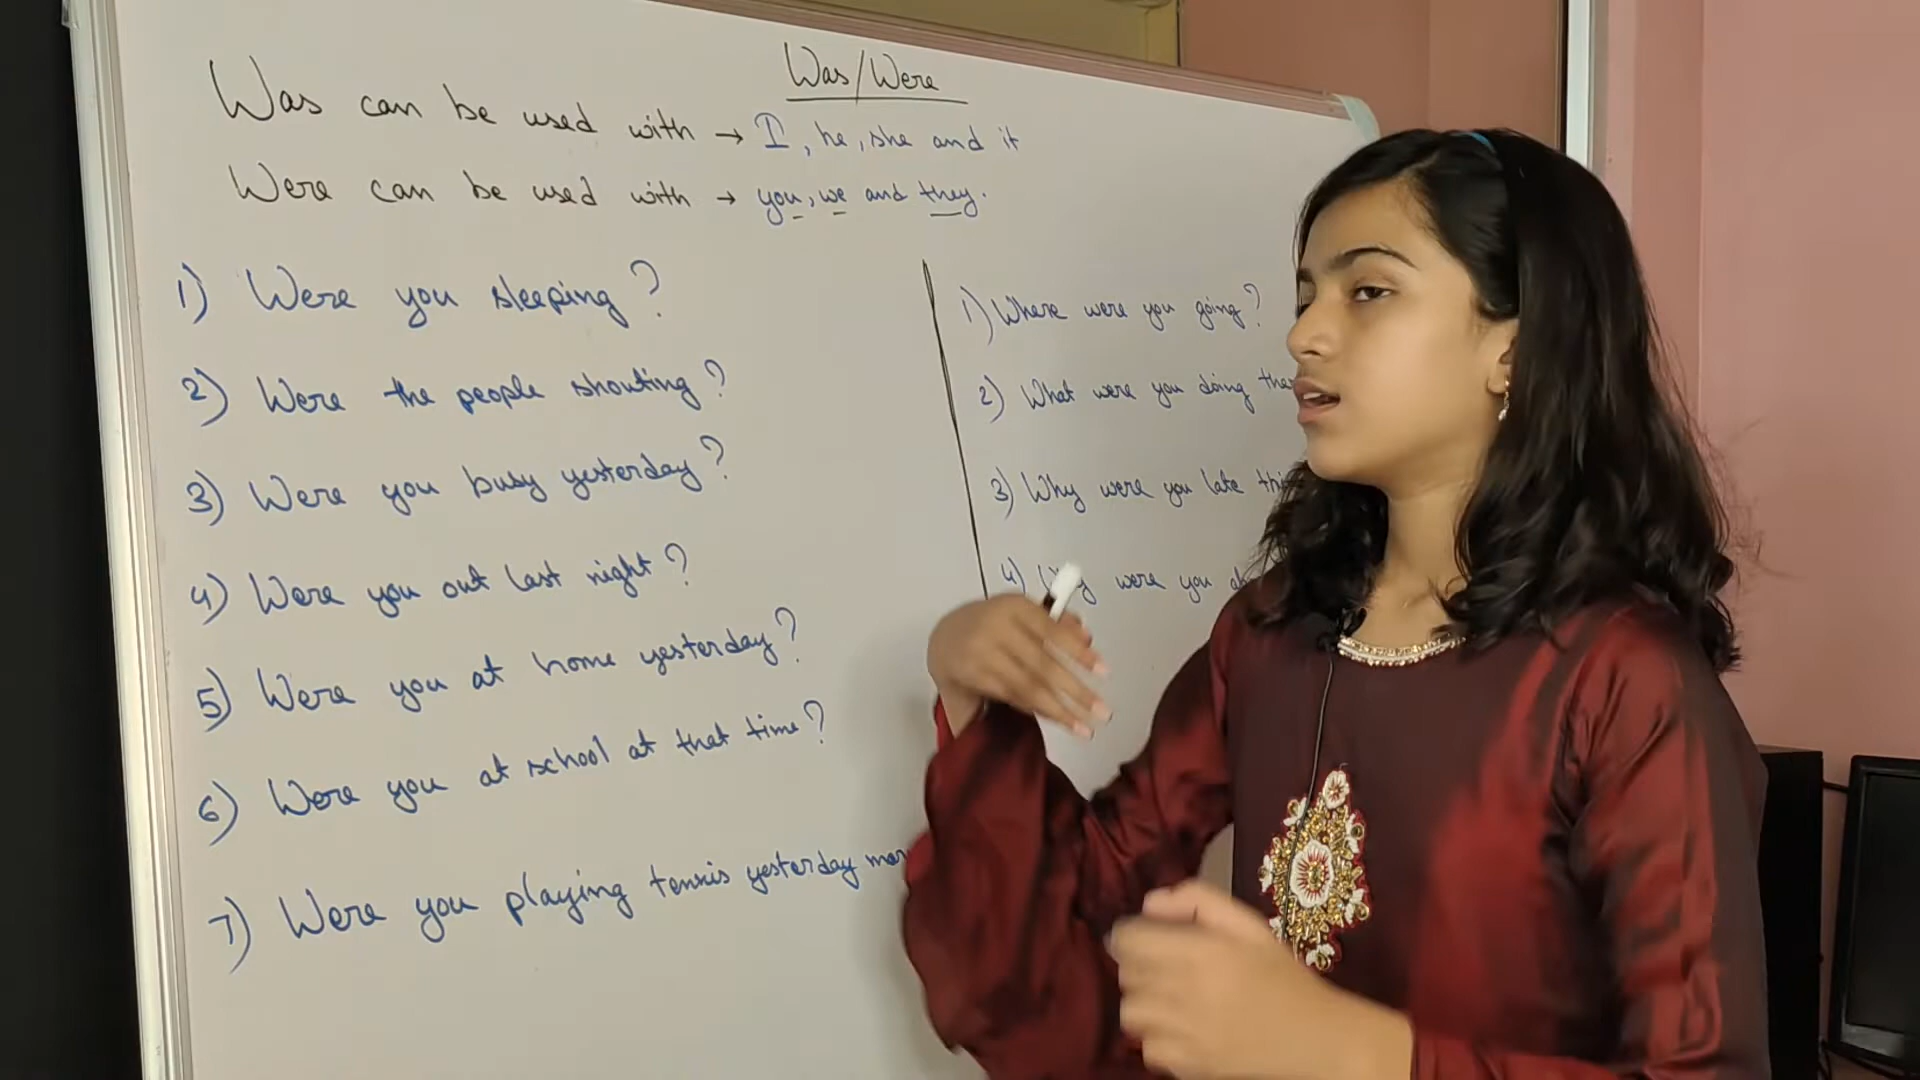 Was/Were
Was can be used with → I, he, she and it
Were can be used with → you, we and they.
1) Were you sleeping?
2) Were the people shouting?
3) Were you busy yesterday?
4) Were you out last night?
5) Were you at home yesterday?
6) Were you at school at that time?
7) Were you playing tennis yesterday
1) Where were you going?
2) What were you doing
3) Why were you late
4) Why were you